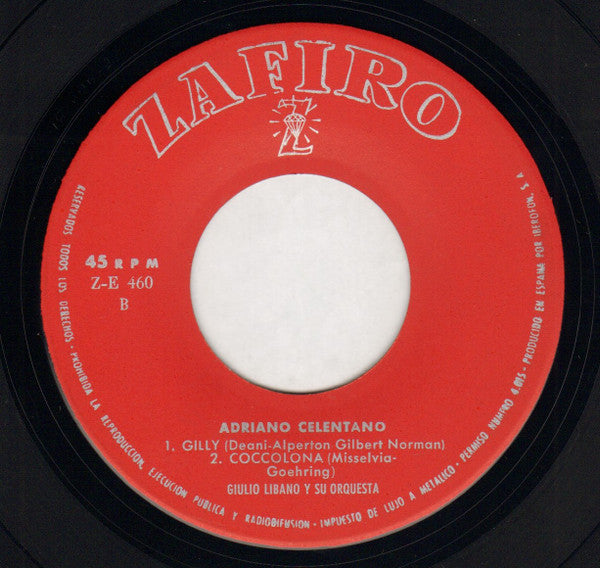 ZAFIRO
Z
45 RPM
Z-E 460
B
ADRIANO CELENTANO
1. GILLY (Deani-Alperton Gilbert Norman)
2. COCCOLONA (Misselvia-
Goehring)
GIULIO LIBANO Y SU ORQUESTA
RESERVADOS TODOS LOS DERECHOS - PROHIBIDA LA REPRODUCCION, EJECUCION PUBLICA Y RADIODIFUSION - IMPUESTO DE LUJO A METALICO - PERMISO NUMERO 4.015 - PRODUCIDO EN ESPAÑA POR IBEROFON, S A